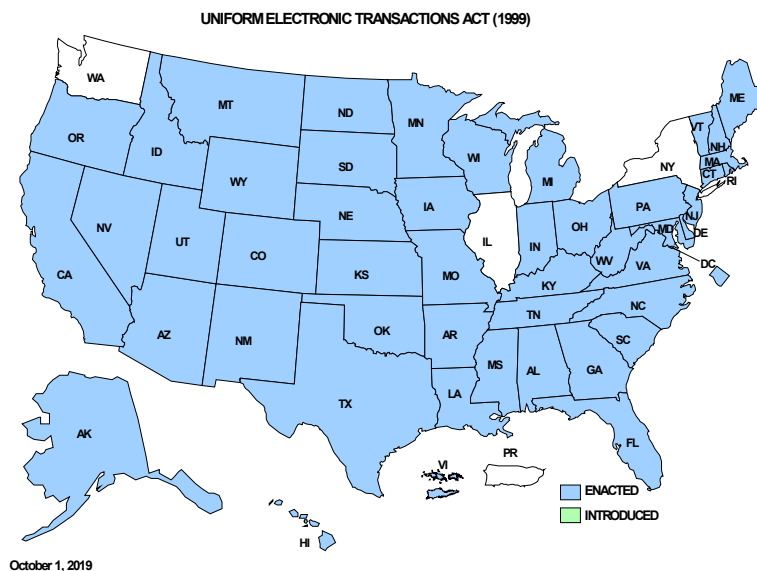 UNIFORM ELECTRONIC TRANSACTIONS ACT (1999)
WA
MT
ND
MN
ME
VT
NH
OR
ID
SD
WI
MI
NY
MA
CT
RI
WY
NE
IA
PA
NJ
NV
UT
CO
IL
IN
OH
MD
DE
WV
DC
CA
KS
MO
KY
VA
AZ
NM
OK
AR
TN
NC
SC
TX
LA
MS
AL
GA
FL
AK
HI
VI
PR
ENACTED
INTRODUCED
October 1, 2019